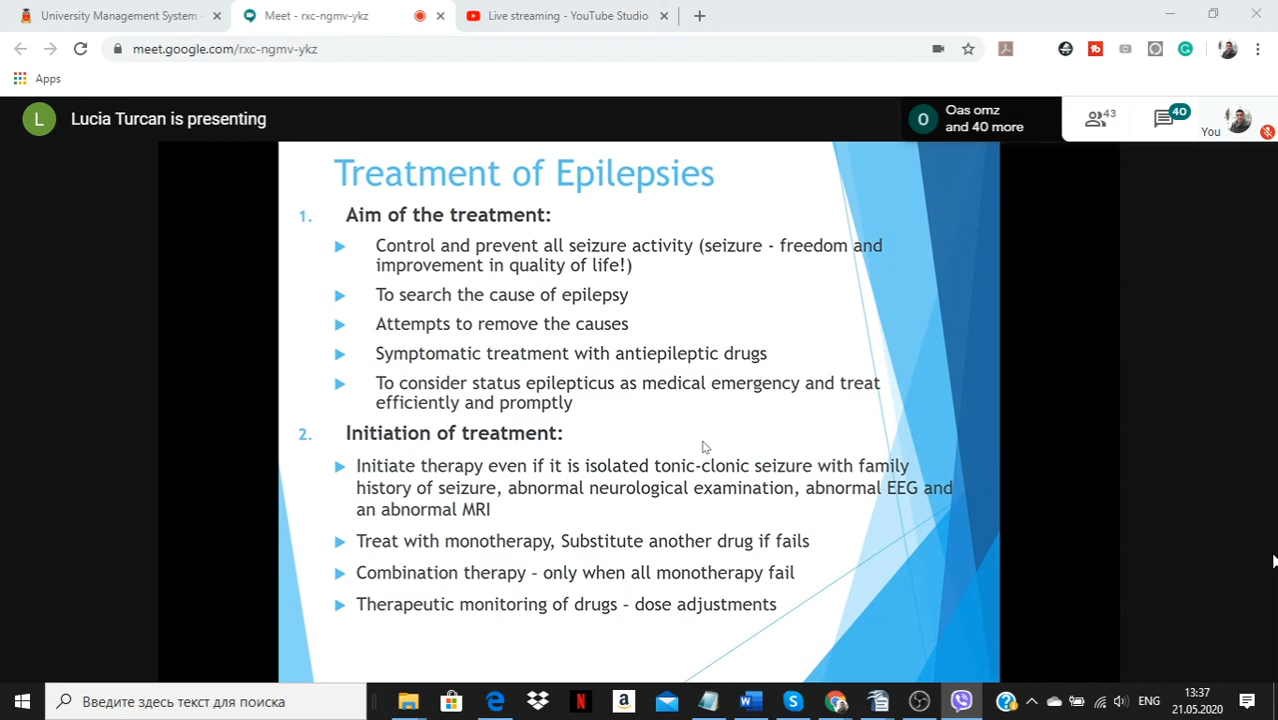 University Management System -
Meet - rxc-ngmv-ykz
Live streaming - YouTube Studio
meet.google.com/rxc-ngmv-ykz
Apps
L
Lucia Turcan is presenting
O
Oas omz
and 40 more
43
40
You
Treatment of Epilepsies
1. Aim of the treatment:
Control and prevent all seizure activity (seizure - freedom and
improvement in quality of life!)
To search the cause of epilepsy
Attempts to remove the causes
Symptomatic treatment with antiepileptic drugs
To consider status epilepticus as medical emergency and treat
efficiently and promptly
2. Initiation of treatment:
Initiate therapy even if it is isolated tonic-clonic seizure with family
history of seizure, abnormal neurological examination, abnormal EEG and
an abnormal MRI
Treat with monotherapy, Substitute another drug if fails
Combination therapy – only when all monotherapy fail
Therapeutic monitoring of drugs – dose adjustments
Введите здесь текст для поиска
ENG
13:37
21.05.2020